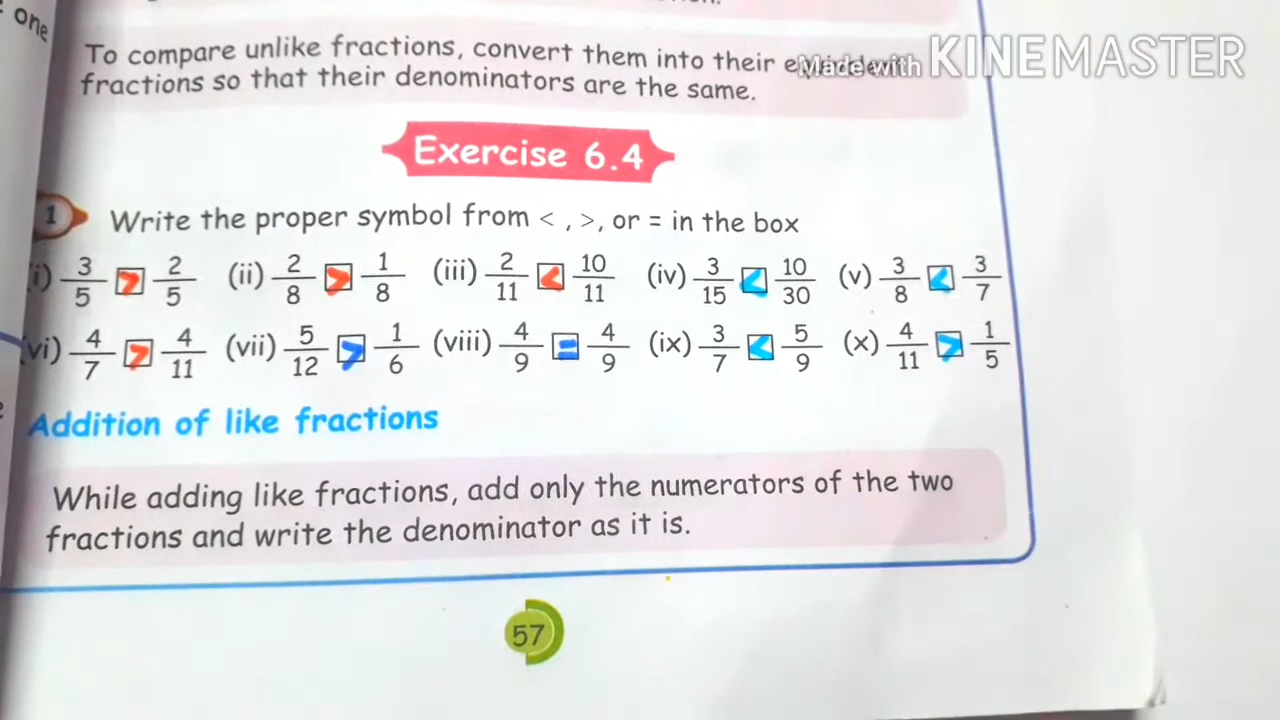 one
To compare unlike fractions, convert them into their
fractions so that their denominators are the same.
Made with KINEMASTER
Exercise 6.4
1 Write the proper symbol from < , >, or = in the box
i) 3/5 > 2/5 (ii) 2/8 > 1/8 (iii) 2/11 < 10/11 (iv) 3/15 < 10/30 (v) 3/8 < 3/7
vi) 4/7 > 4/11 (vii) 5/12 > 1/6 (viii) 4/9 = 4/9 (ix) 3/7 < 5/9 (x) 4/11 > 1/5
Addition of like fractions
While adding like fractions, add only the numerators of the two
fractions and write the denominator as it is.
57